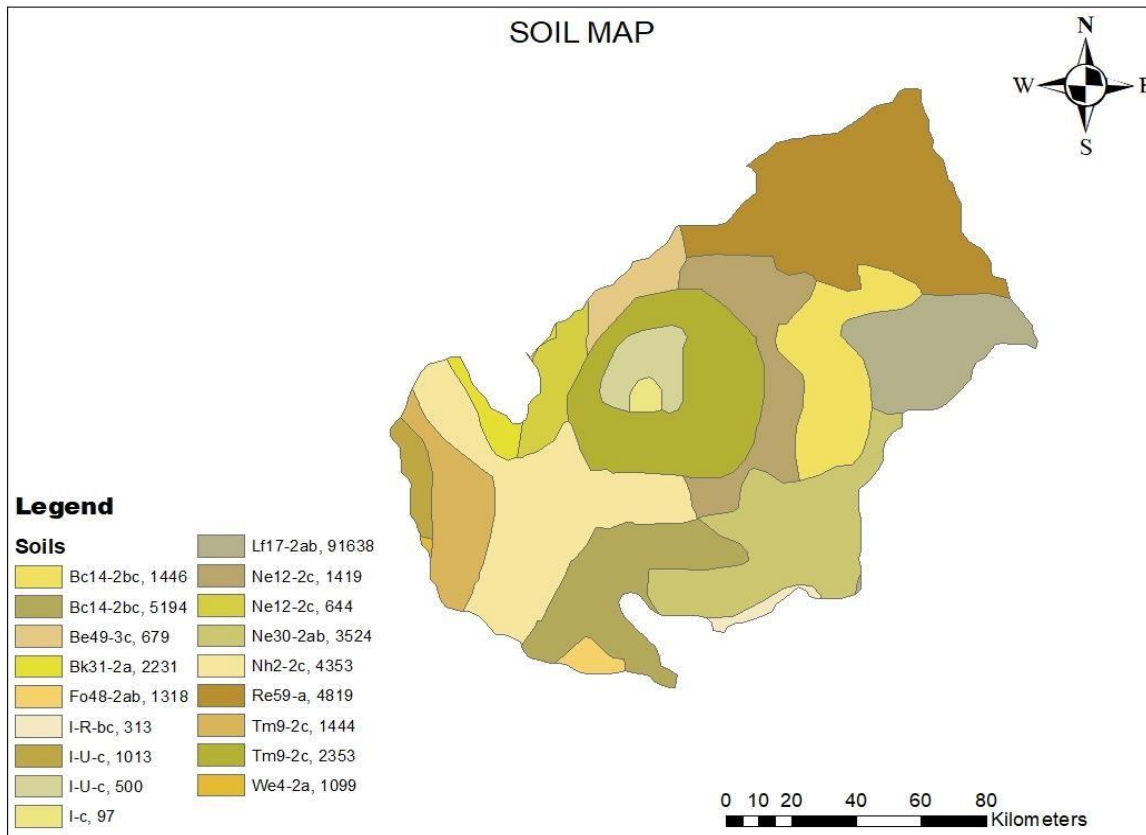 SOIL MAP
N
W E
S
Legend
Soils
Bc14-2bc, 1446
Bc14-2bc, 5194
Be49-3c, 679
Bk31-2a, 2231
Fo48-2ab, 1318
I-R-bc, 313
I-U-c, 1013
I-U-c, 500
I-c, 97
Lf17-2ab, 91638
Ne12-2c, 1419
Ne12-2c, 644
Ne30-2ab, 3524
Nh2-2c, 4353
Re59-a, 4819
Tm9-2c, 1444
Tm9-2c, 2353
We4-2a, 1099
0 10 20 40 60 80
Kilometers